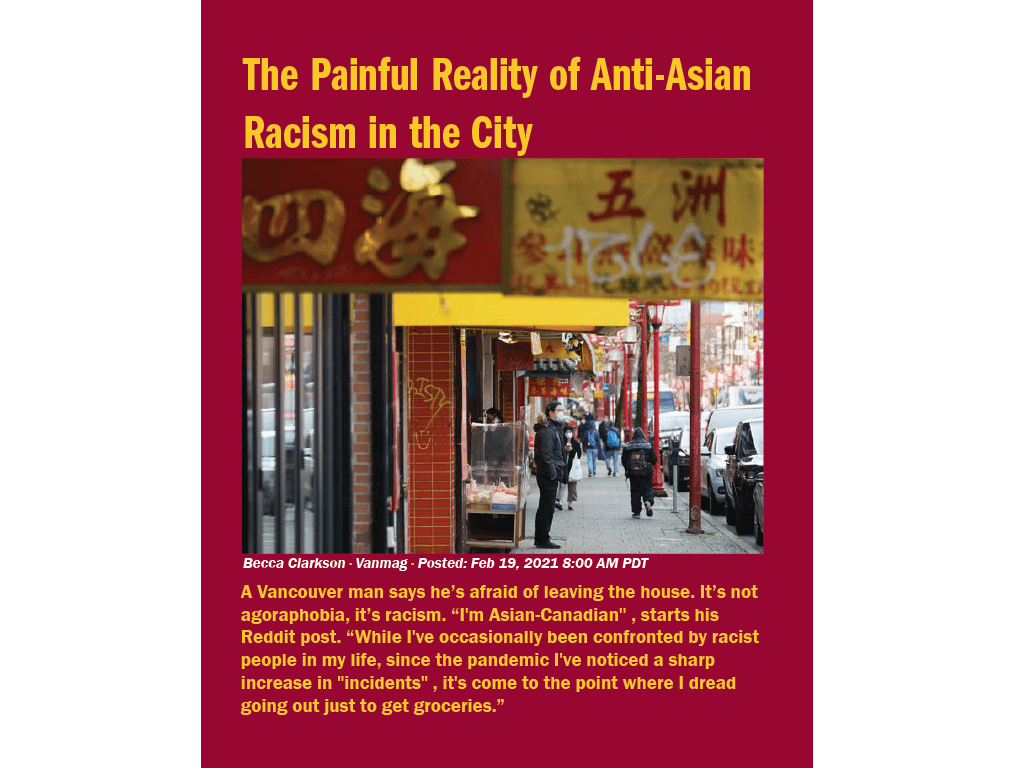 The Painful Reality of Anti-Asian
Racism in the City
四海
五洲
味
Becca Clarkson · Vanmag · Posted: Feb 19, 2021 8:00 AM PDT
A Vancouver man says he’s afraid of leaving the house. It’s not
agoraphobia, it’s racism. “I'm Asian-Canadian" , starts his
Reddit post. “While I've occasionally been confronted by racist
people in my life, since the pandemic I've noticed a sharp
increase in "incidents" , it's come to the point where I dread
going out just to get groceries.”